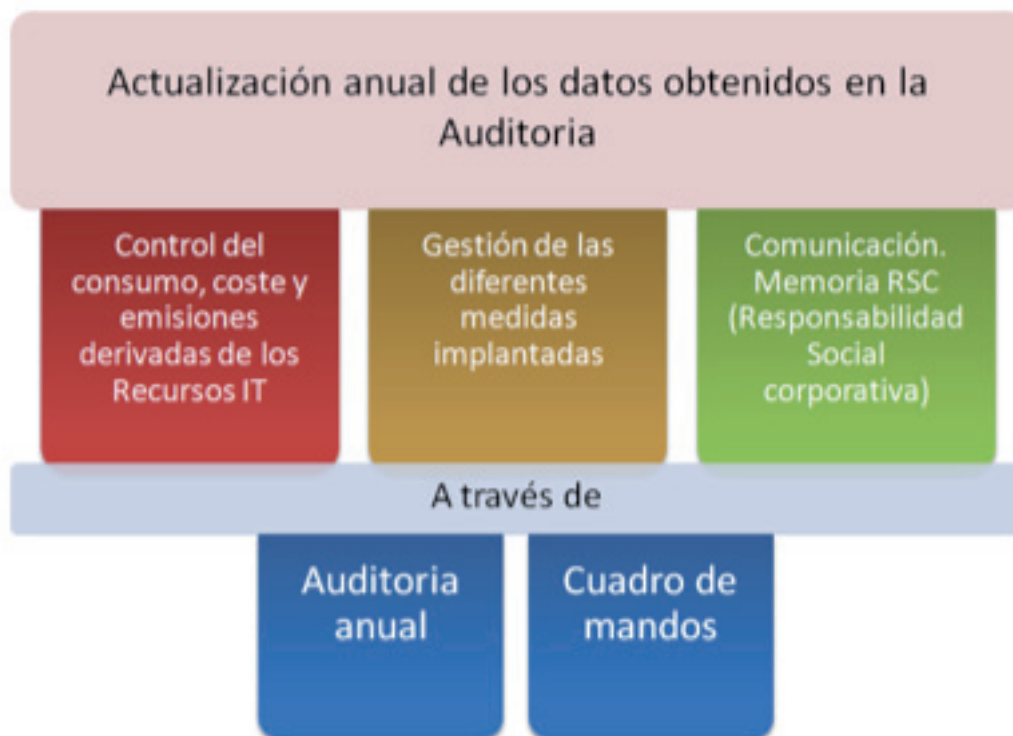 Actualización anual de los datos obtenidos en la
Auditoria
Control del
consumo, coste y
emisiones
derivadas de los
Recursos IT
Gestión de las
diferentes
medidas
implantadas
Comunicación.
Memoria RSC
(Responsabilidad
Social
corporativa)
A través de
Auditoria
anual
Cuadro de
mandos